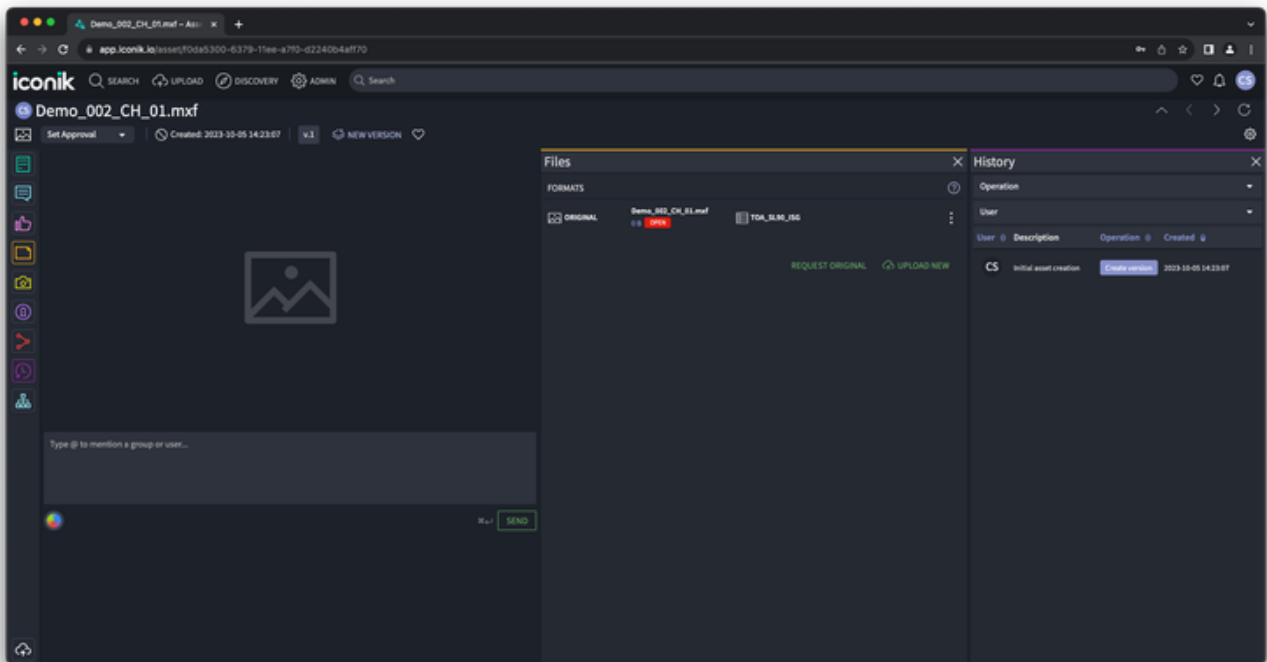 Demo_002_CH_01.mxf – Ass
app.iconik.io/asset/f0da5300-6379-11ee-a7f0-d2240b4aff70
iconik SEARCH UPLOAD DISCOVERY ADMIN Search
CS
CS Demo_002_CH_01.mxf
Set Approval Created: 2023-10-05 14:23:07 v.1 NEW VERSION
Files
History
FORMATS
Operation
ORIGINAL Demo_002_CH_01.mxf TOA_SL90_ISG
0 B OPEN
User
User Description Operation Created
REQUEST ORIGINAL UPLOAD NEW
CS Initial asset creation Create version 2023-10-05 14:23:07
Type @ to mention a group or user...
SEND